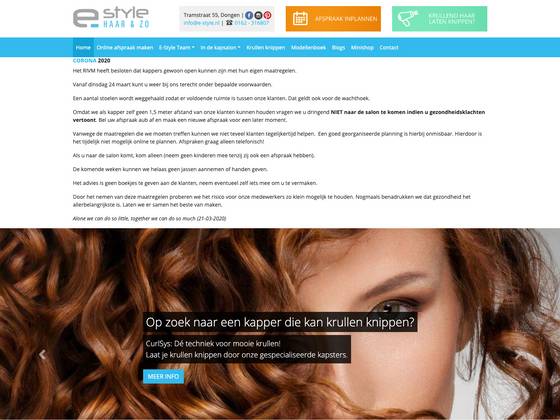 e style
HAAR & ZO
Tramstraat 55, Dongen |
info@e-style.nl | ☎ 0162 - 316807
AFSPRAAK INPLANNEN
KRULLEND HAAR
LATEN KNIPPEN!
Home Online afspraak maken E-Style Team In de kapsalon Krullen knippen Modellenboek Blogs Minishop Contact
CORONA 2020
Het RIVM heeft besloten dat kappers gewoon open kunnen zijn met hun eigen maatregelen.
Vanaf dinsdag 24 maart kunt u weer bij ons terecht onder bepaalde voorwaarden.
Een aantal stoelen wordt weggehaald zodat er voldoende ruimte is tussen onze klanten. Dat geldt ook voor de wachthoek.
Omdat we als kapper zelf geen 1,5 meter afstand van onze klanten kunnen houden vragen we u dringend NIET naar de salon te komen indien u gezondheidsklachten
vertoont. Bel uw afspraak aub af en maak een nieuwe afspraak voor een later moment.
Vanwege de maatregelen die we moeten treffen kunnen we niet teveel klanten tegelijkertijd helpen. Een goed georganiseerde planning is hierbij onmisbaar. Hierdoor is
het tijdelijk niet mogelijk online te plannen. Afspraken graag alleen telefonisch!
Als u naar de salon komt, kom alleen (neem geen kinderen mee tenzij zij ook een afspraak hebben).
De komende weken kunnen we helaas geen jassen aannemen of handen geven.
Het advies is geen boekjes te geven aan de klanten, neem eventueel zelf iets mee om u te vermaken.
Door het nemen van deze maatregelen proberen we het risico voor onze medewerkers zo klein mogelijk te houden. Nogmaals benadrukken we dat gezondheid het
allerbelangrijkste is. Laten we er samen het beste van maken.
Alone we can do so little, together we can do so much (21-03-2020)
Op zoek naar een kapper die kan krullen knippen?
CurlSys: Dé techniek voor mooie krullen!
Laat je krullen knippen door onze gespecialiseerde kapsters.
MEER INFO